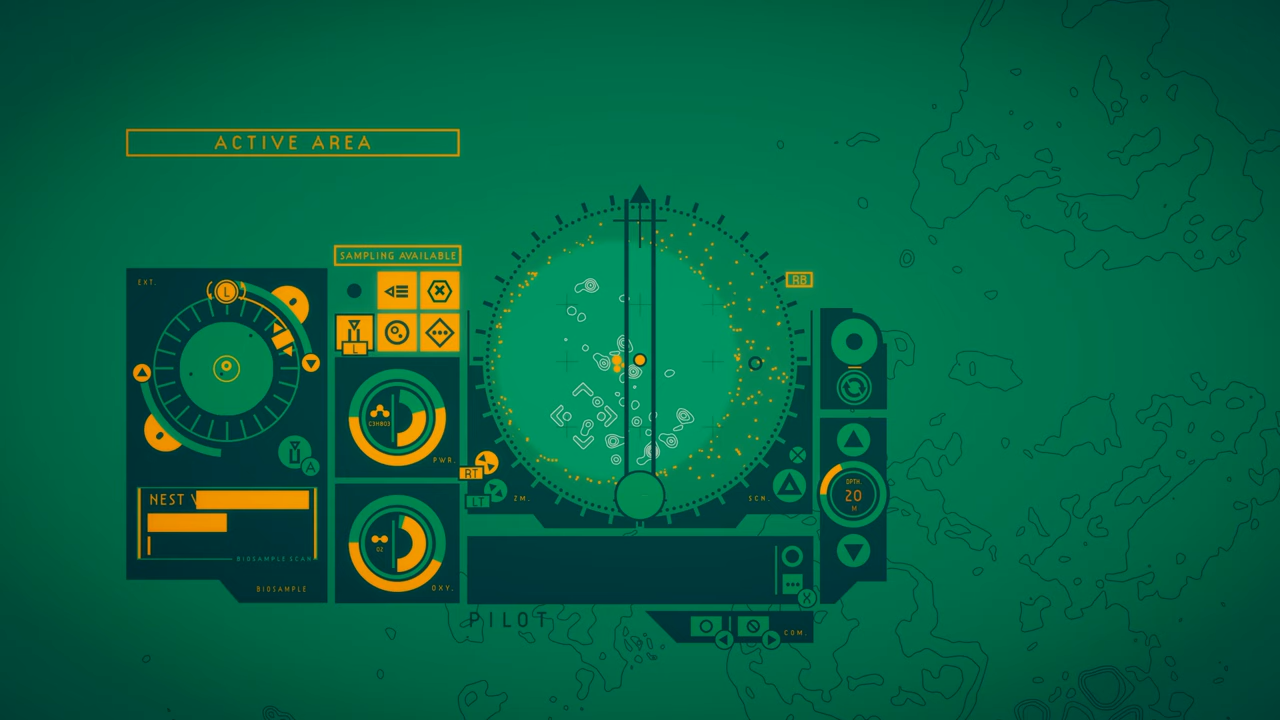 ACTIVE AREA
SAMPLING AVAILABLE
EXT.
L
RB
L
C3H8O3
PWR.
A
RT
LT
ZM.
SCN.
DPTH.
20
M
NEST
O2
OXY.
BIOSAMPLE SCAN
BIOSAMPLE
X
PILOT
COM.